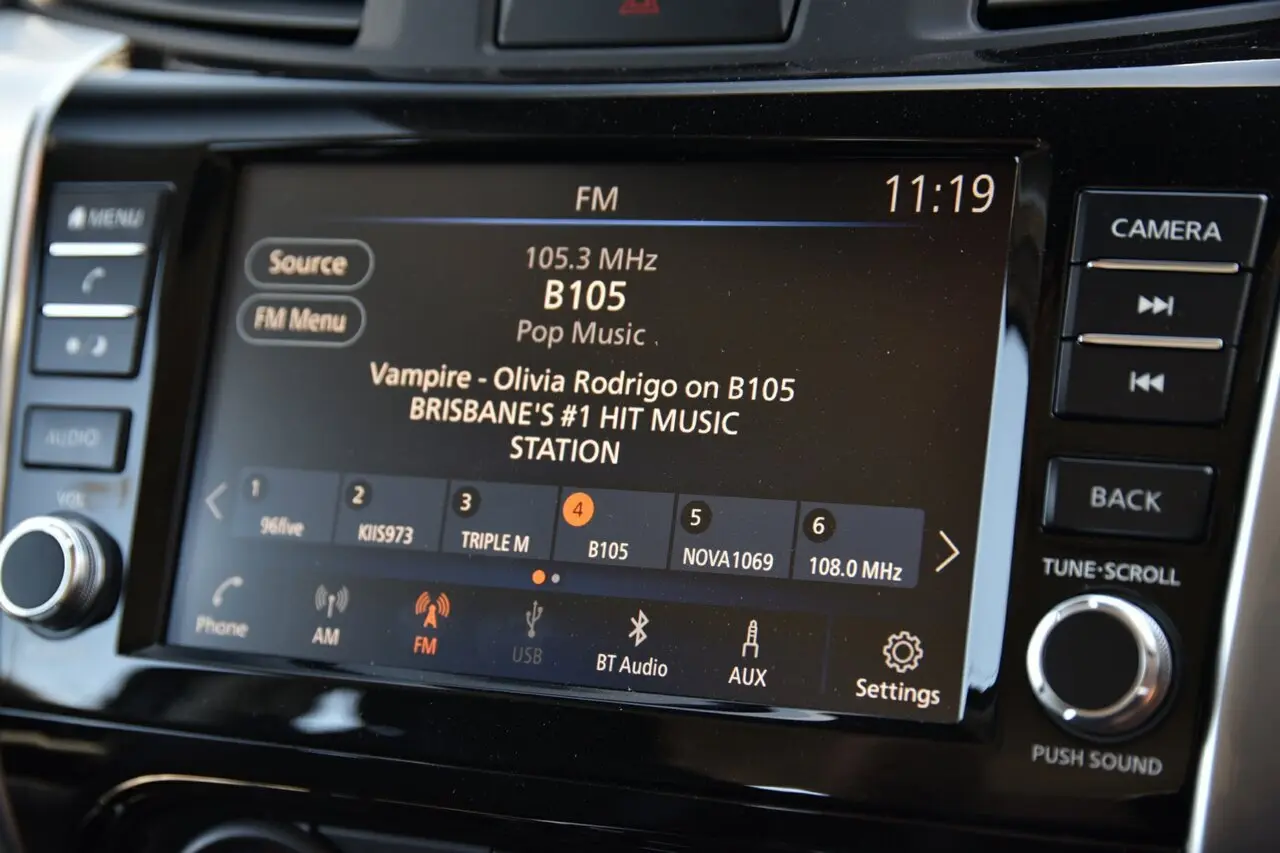 MENU
AUDIO
VOL
FM
11:19
Source
FM Menu
105.3 MHz
B105
Pop Music
Vampire - Olivia Rodrigo on B105
BRISBANE'S #1 HIT MUSIC
STATION
1 2 3 4 5 6
96five KIIS973 TRIPLE M B105 NOVA1069 108.0 MHz
Phone AM FM USB BT Audio AUX Settings
CAMERA
BACK
TUNE·SCROLL
PUSH SOUND